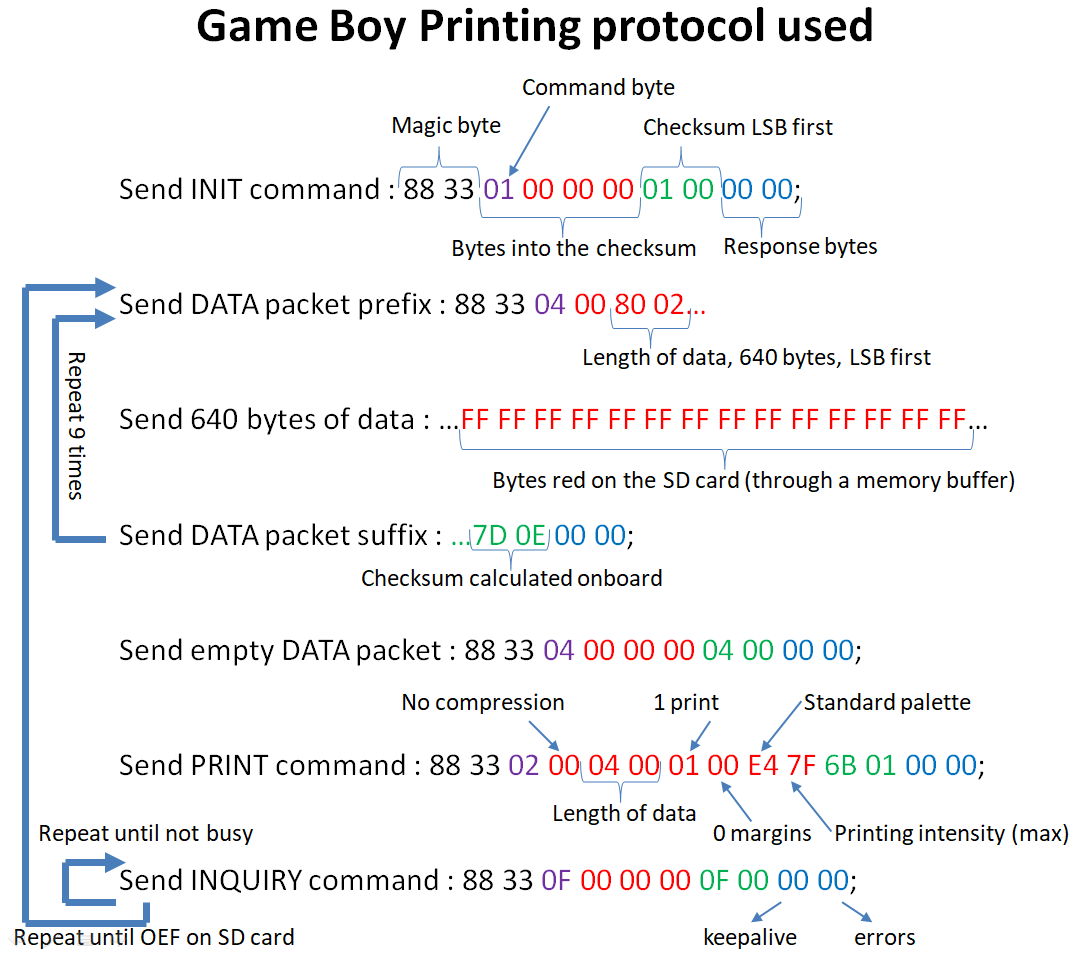 Game Boy Printing protocol used
Command byte
Magic byte
Checksum LSB first
Send INIT command : 88 33 01 00 00 00 01 00 00 00;
Bytes into the checksum
Response bytes
Send DATA packet prefix : 88 33 04 00 80 02...
Length of data, 640 bytes, LSB first
Repeat 9 times
Send 640 bytes of data : ...FF FF FF FF FF FF FF FF FF FF FF FF FF FF...
Bytes red on the SD card (through a memory buffer)
Send DATA packet suffix : ...7D 0E 00 00;
Checksum calculated onboard
Send empty DATA packet : 88 33 04 00 00 00 04 00 00 00;
No compression
1 print
Standard palette
Send PRINT command : 88 33 02 00 04 00 01 00 E4 7F 6B 01 00 00;
Length of data
0 margins
Printing intensity (max)
Repeat until not busy
Send INQUIRY command : 88 33 0F 00 00 00 0F 00 00 00;
Repeat until OEF on SD card
keepalive
errors